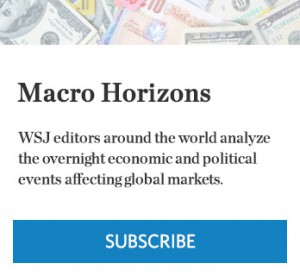 Macro Horizons
WSJ editors around the world analyze
the overnight economic and political
events affecting global markets.
SUBSCRIBE